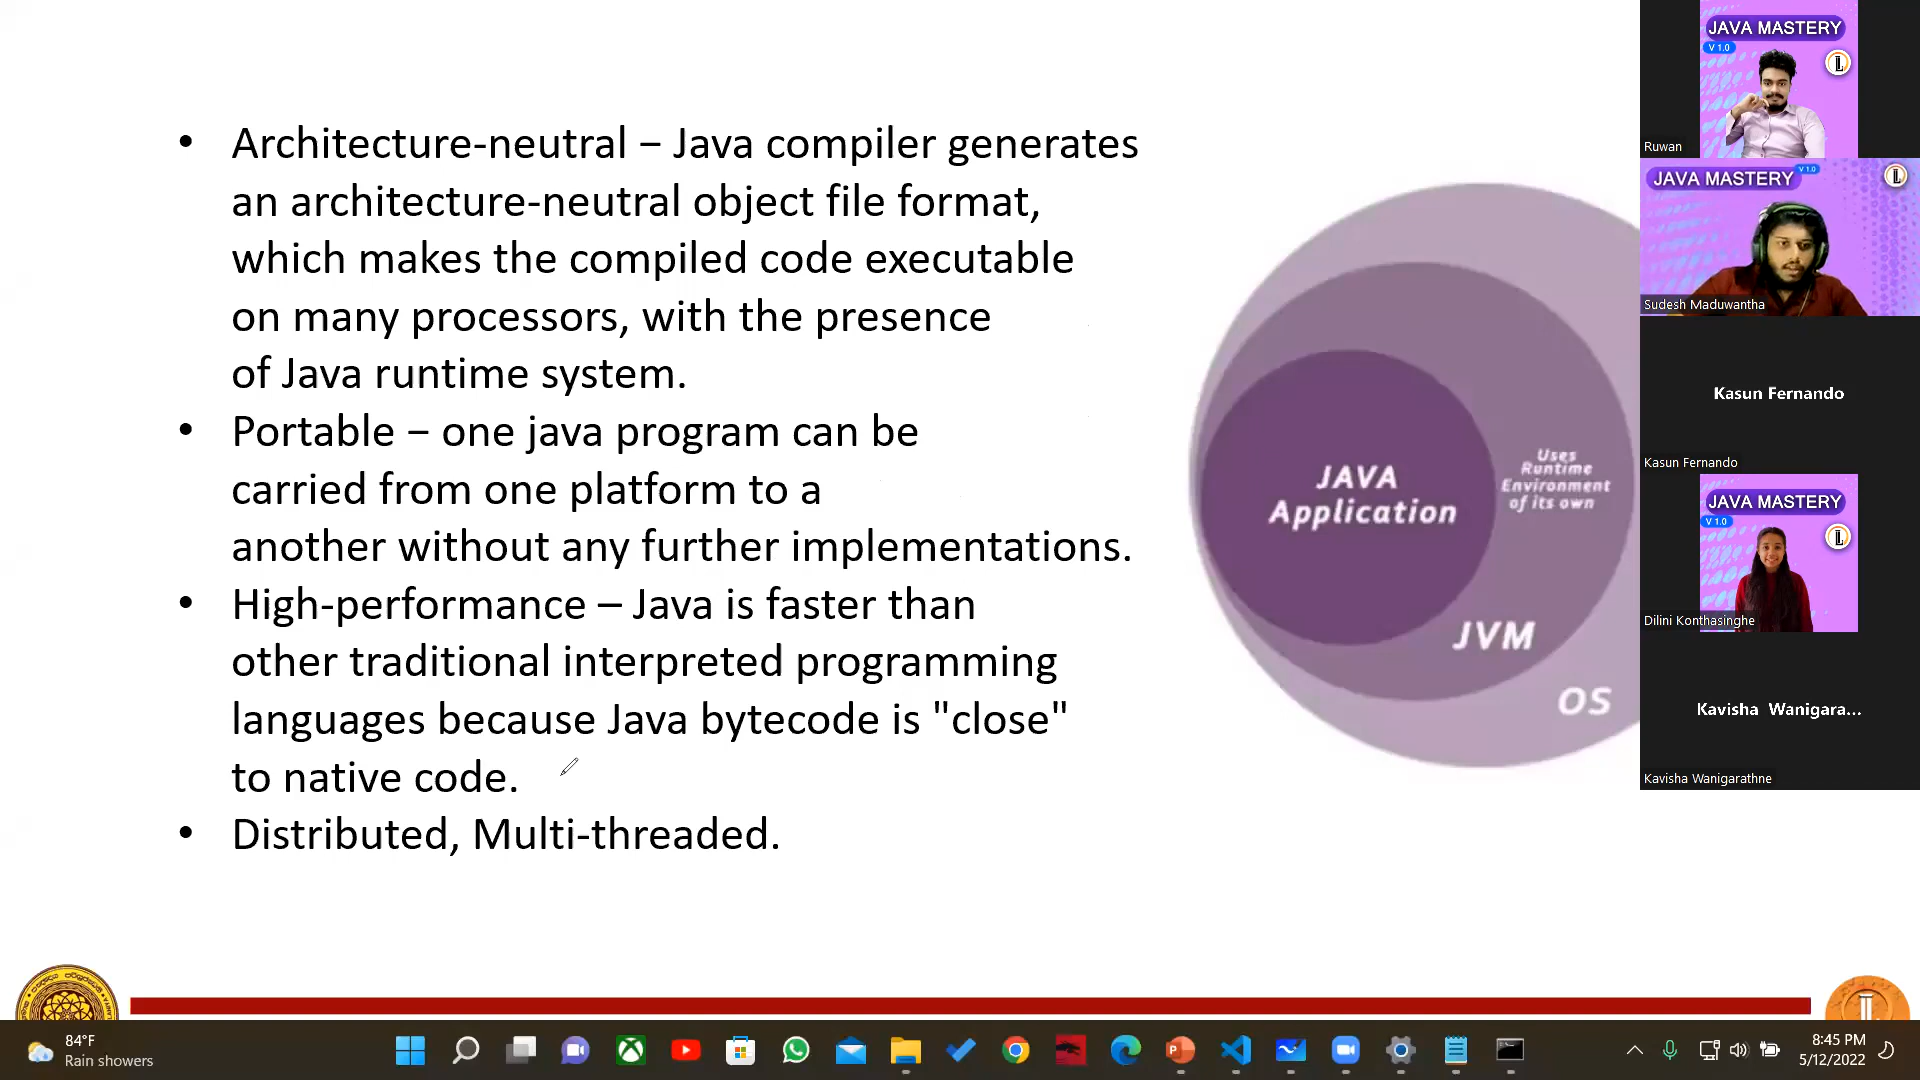 • Architecture-neutral – Java compiler generates
an architecture-neutral object file format,
which makes the compiled code executable
on many processors, with the presence
of Java runtime system.
• Portable – one java program can be
carried from one platform to a
another without any further implementations.
• High-performance – Java is faster than
other traditional interpreted programming
languages because Java bytecode is "close"
to native code.
• Distributed, Multi-threaded.
JAVA
Application
Uses
Runtime
Environment
of its own
JVM
OS
JAVA MASTERY
V 1.0
Ruwan
JAVA MASTERY
V 1.0
Sudesh Maduwantha
Kasun Fernando
Kasun Fernando
JAVA MASTERY
V 1.0
Dilini Konthasinghe
Kavisha Wanigara...
Kavisha Wanigarathne
84°F
Rain showers
8:45 PM
5/12/2022